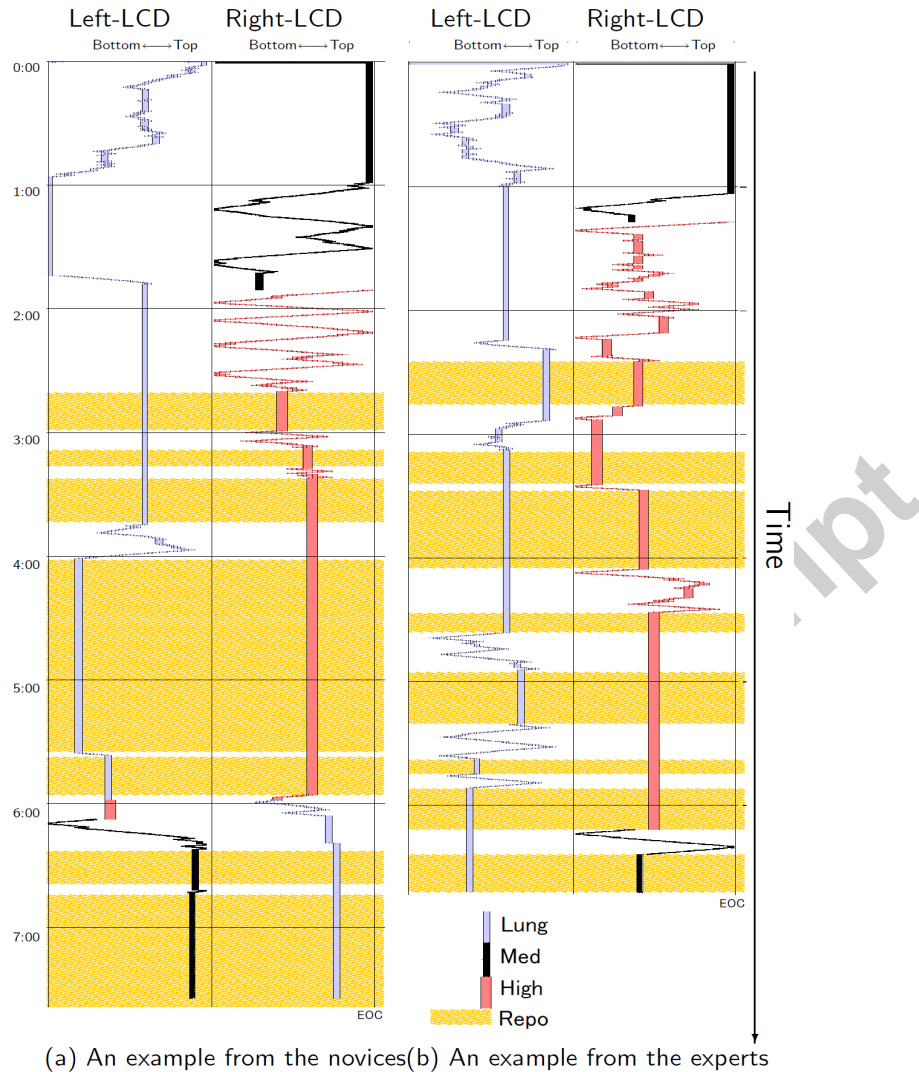 Left-LCD Right-LCD Left-LCD Right-LCD
Bottom ⟷ Top Bottom ⟷ Top Bottom ⟷ Top Bottom ⟷ Top
0:00
1:00
2:00
3:00
4:00
5:00
6:00
7:00
EOC
EOC
Time
ript
Lung
Med
High
Repo
(a) An example from the novices (b) An example from the experts